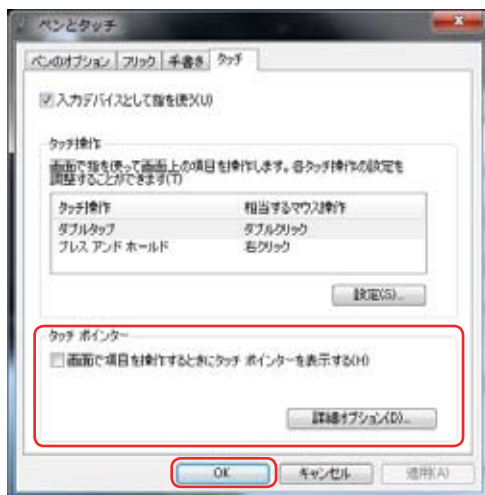 ペンとタッチ
ペンのオプション フリック 手書き タッチ
入力デバイスとして指を使う(U)
タッチ操作
画面で指を使って画面上の項目を操作します。各タッチ操作の設定を
調整することができます(T)
タッチ操作 相当するマウス操作
ダブルタップ ダブルクリック
プレス アンド ホールド 右クリック
設定(S)...
タッチ ポインター
画面で項目を操作するときにタッチ ポインターを表示する(H)
詳細オプション(D)...
OK キャンセル 適用(A)